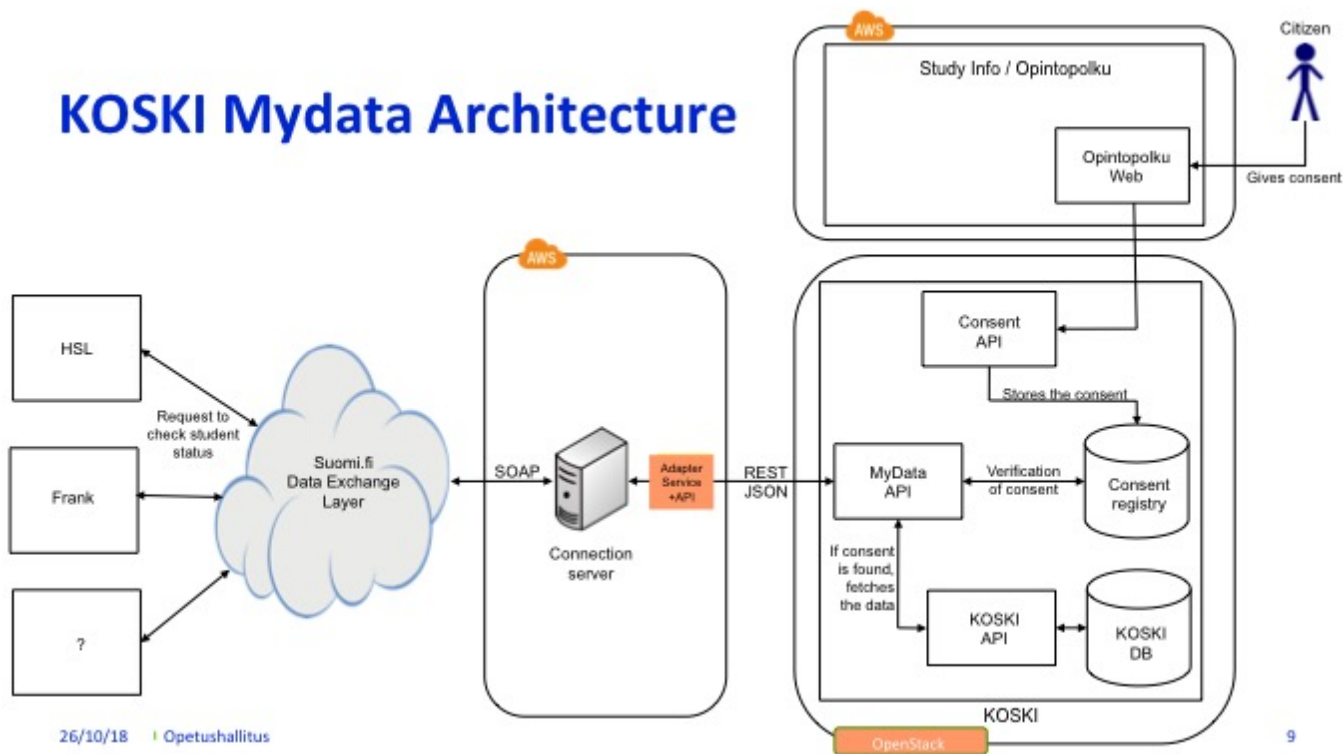 KOSKI Mydata Architecture
AWS
Study Info / Opintopolku
Opintopolku
Web
Citizen
Gives consent
AWS
HSL
Request to
check student
status
Frank
?
Suomi.fi
Data Exchange
Layer
SOAP
Connection
server
Adapter
Service
+API
REST
JSON
Consent
API
Stores the consent
MyData
API
Verification
of consent
Consent
registry
If consent
is found,
fetches
the data
KOSKI
API
KOSKI
DB
KOSKI
OpenStack
26/10/18
Opetushallitus
9